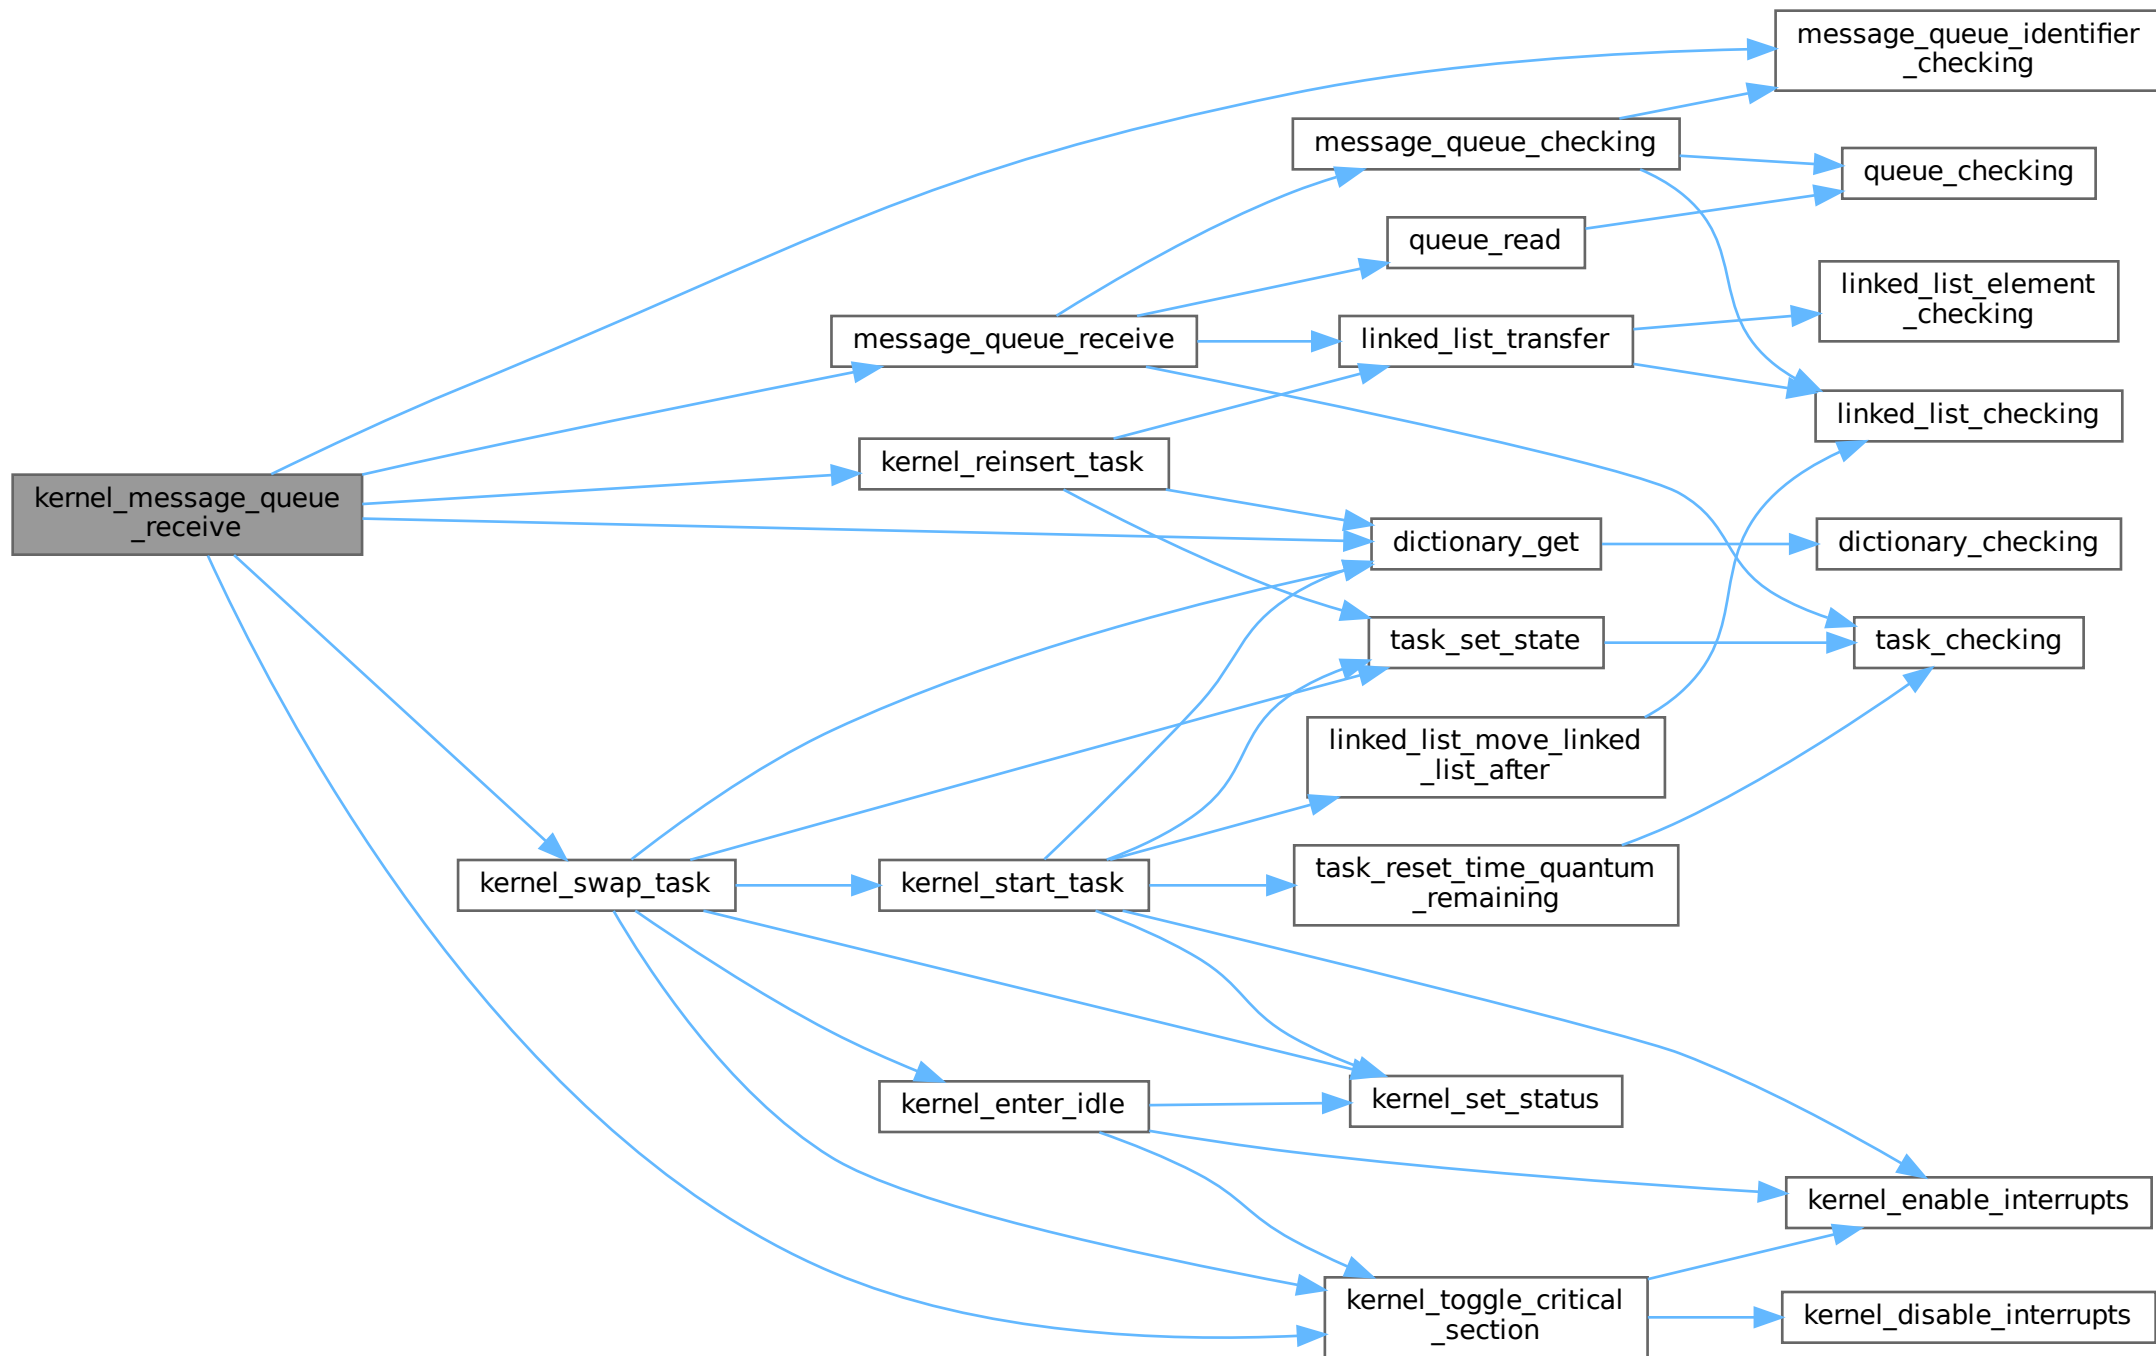 message_queue_identifier
_checking
message_queue_checking
queue_checking
queue_read
linked_list_element
_checking
message_queue_receive
linked_list_transfer
linked_list_checking
kernel_reinsert_task
kernel_message_queue
_receive
dictionary_get
dictionary_checking
task_set_state
task_checking
linked_list_move_linked
_list_after
kernel_swap_task
kernel_start_task
task_reset_time_quantum
_remaining
kernel_enter_idle
kernel_set_status
kernel_enable_interrupts
kernel_toggle_critical
_section
kernel_disable_interrupts